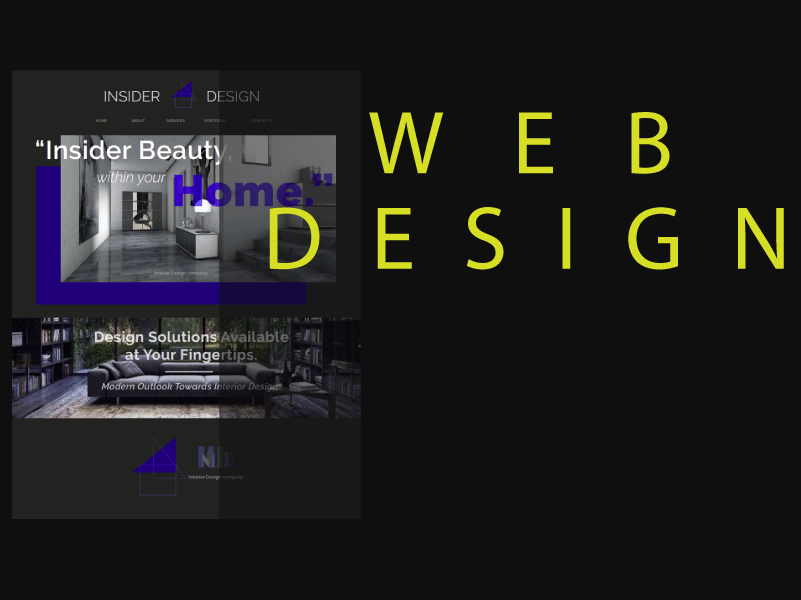 INSIDER DESIGN
HOME ABOUT SERVICES PORTFOLIO CONTACTS
“Insider Beauty,
within your Home.”
Interior Design company
WEB
DESIGN
Design Solutions Available
at Your Fingertips.
Modern Outlook Towards Interior Design
Interior Design company